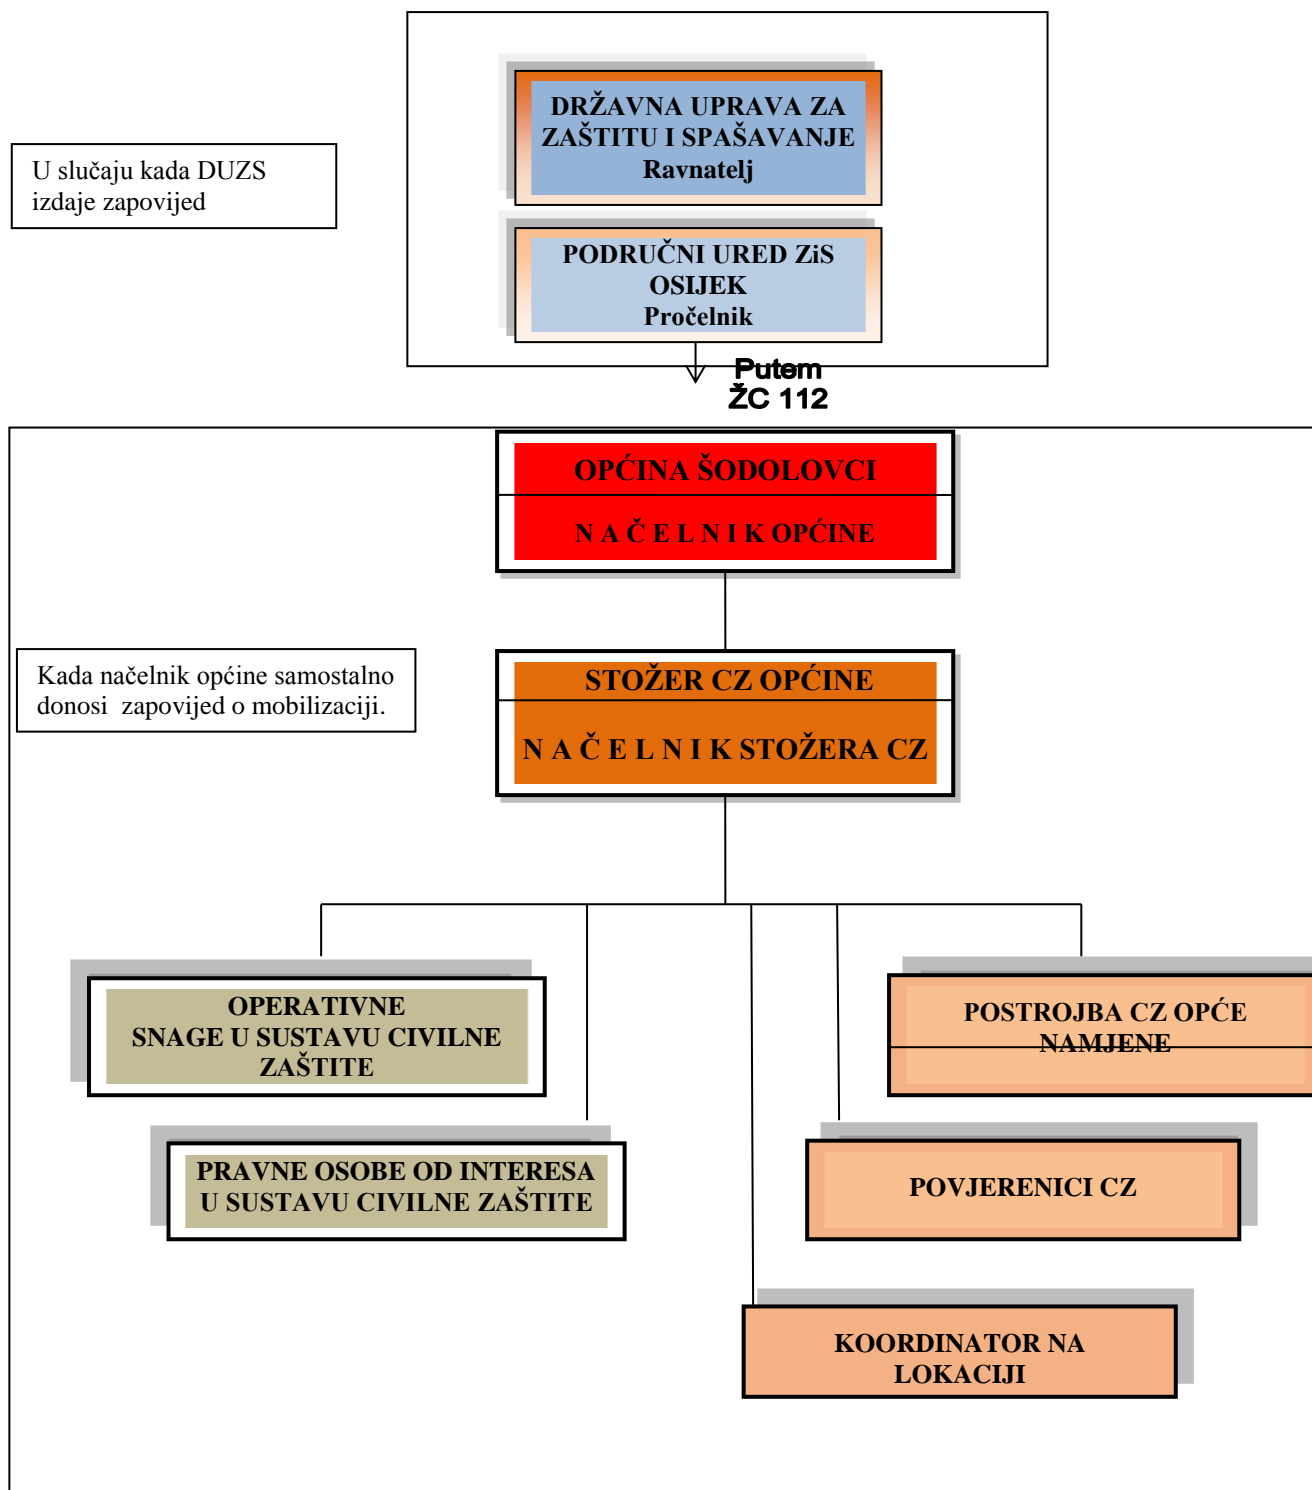 DRŽAVNA UPRAVA ZA
ZAŠTITU I SPAŠAVANJE
Ravnatelj
U slučaju kada DUZS
izdaje zapovijed
PODRUČNI URED ZiS
OSIJEK
Pročelnik
Putem
ŽC 112
OPĆINA ŠODOLOVCI
N A Č E L N I K OPĆINE
Kada načelnik općine samostalno
donosi zapovijed o mobilizaciji.
STOŽER CZ OPĆINE
N A Č E L N I K STOŽERA CZ
OPERATIVNE
SNAGE U SUSTAVU CIVILNE
ZAŠTITE
POSTROJBA CZ OPĆE
NAMJENE
PRAVNE OSOBE OD INTERESA
U SUSTAVU CIVILNE ZAŠTITE
POVJERENICI CZ
KOORDINATOR NA
LOKACIJI